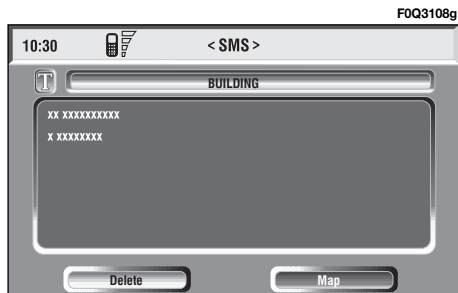 F0Q3108g
10:30 < SMS >
T BUILDING
xx xxxxxxxxxx
x xxxxxxxx
Delete Map